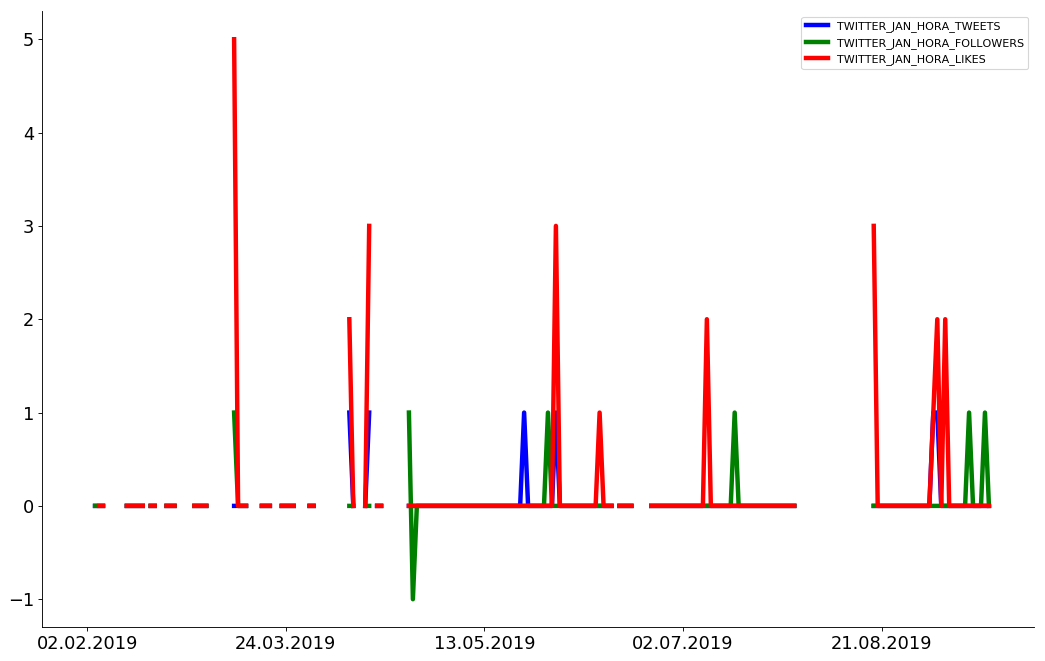 TWITTER_JAN_HORA_TWEETS
TWITTER_JAN_HORA_FOLLOWERS
TWITTER_JAN_HORA_LIKES
5
4
3
2
1
0
−1
02.02.2019 24.03.2019 13.05.2019 02.07.2019 21.08.2019